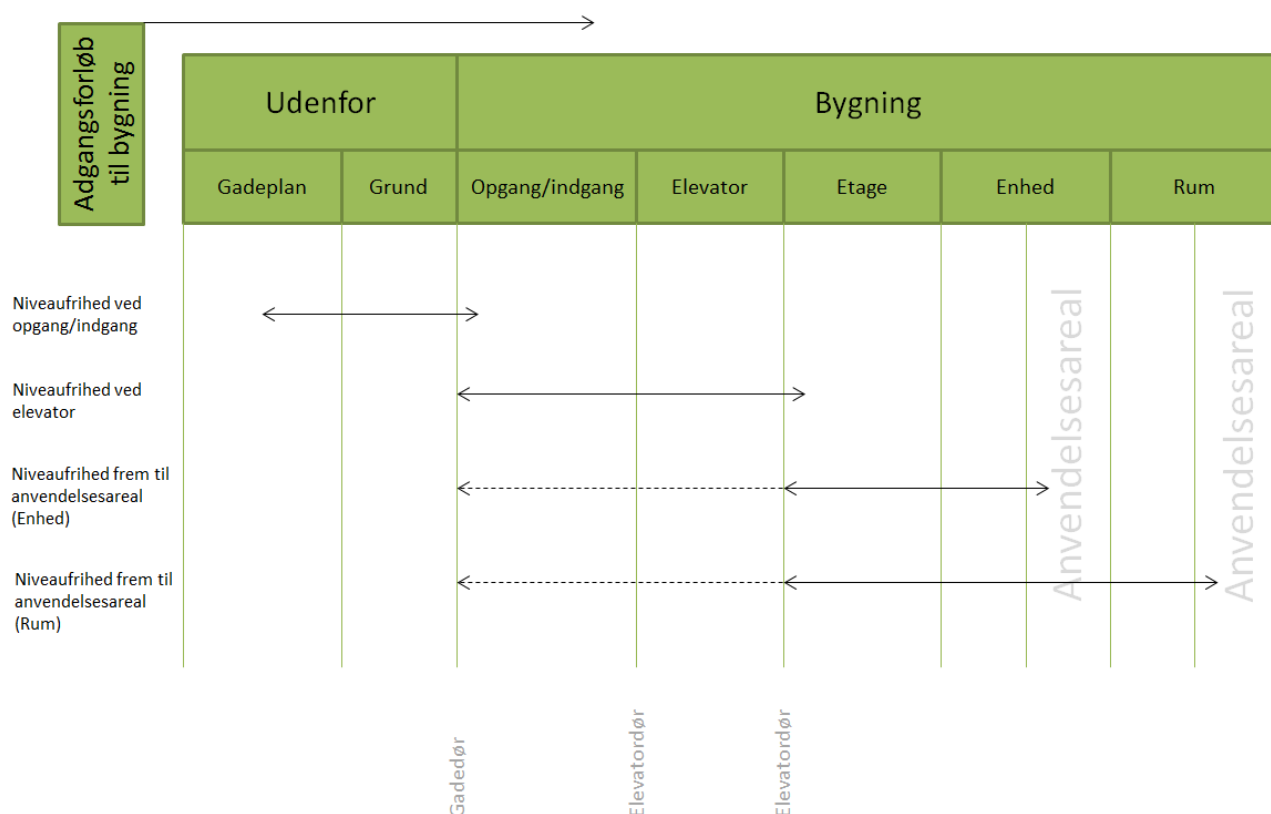 Adgangsforløb
til bygning
Udenfor
Bygning
Gadeplan
Grund
Opgang/indgang
Elevator
Etage
Enhed
Rum
Niveaufrihed ved
opgang/indgang
Niveaufrihed ved
elevator
Niveaufrihed frem til
anvendelsesareal
(Enhed)
Niveaufrihed frem til
anvendelsesareal
(Rum)
Anvendelsesareal
Anvendelsesareal
Gadedør
Elevatordør
Elevatordør